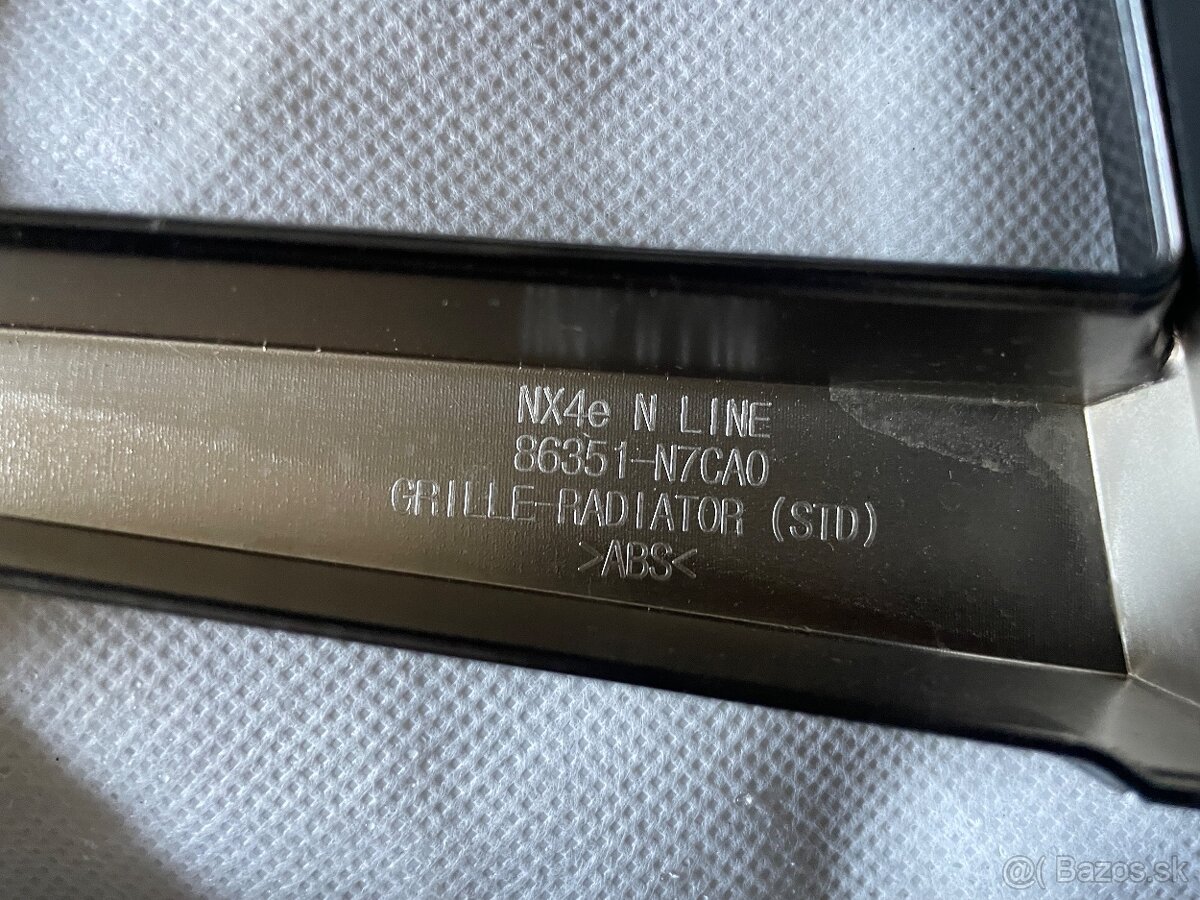 NX4e N LINE
86351-N7CA0
GRILLE-RADIATOR (STD)
>ABS<
@( Bazos.sk